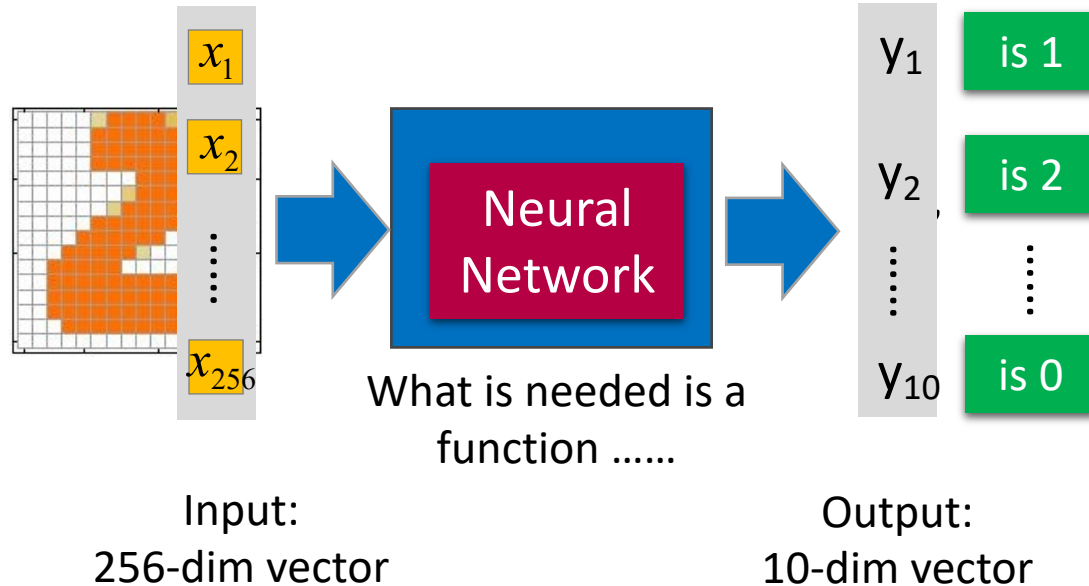 x₁
x₂
......
x₂₅₆
Neural
Network
What is needed is a
function ......
y₁ is 1
y₂ is 2
...... ......
y₁₀ is 0
Input:
256-dim vector
Output:
10-dim vector